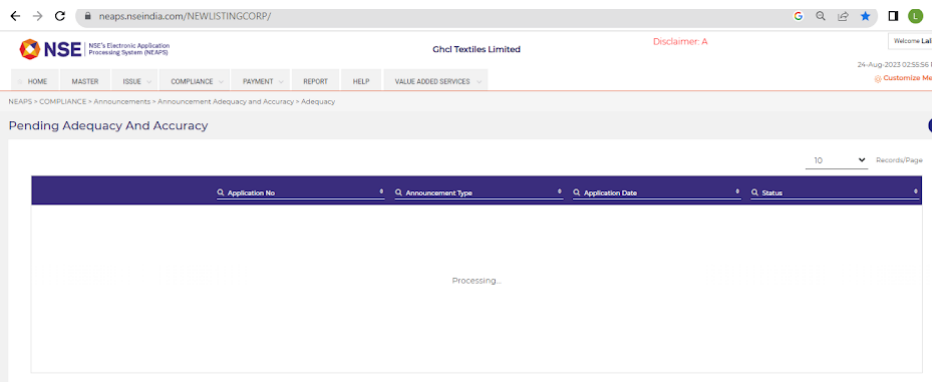 neaps.nseindia.com/NEWLISTINGCORP/
NSE NSE's Electronic Application
Processing System (NEAPS)
Ghcl Textiles Limited
Disclaimer: A
Welcome Lal
24-Aug-2023 02:55:56 P
Customize Me
HOME MASTER ISSUE COMPLIANCE PAYMENT REPORT HELP VALUE ADDED SERVICES
NEAPS > COMPLIANCE > Announcements > Announcement Adequacy and Accuracy > Adequacy
Pending Adequacy And Accuracy
10 Records/Page
Application No Announcement Type Application Date Status
Processing...